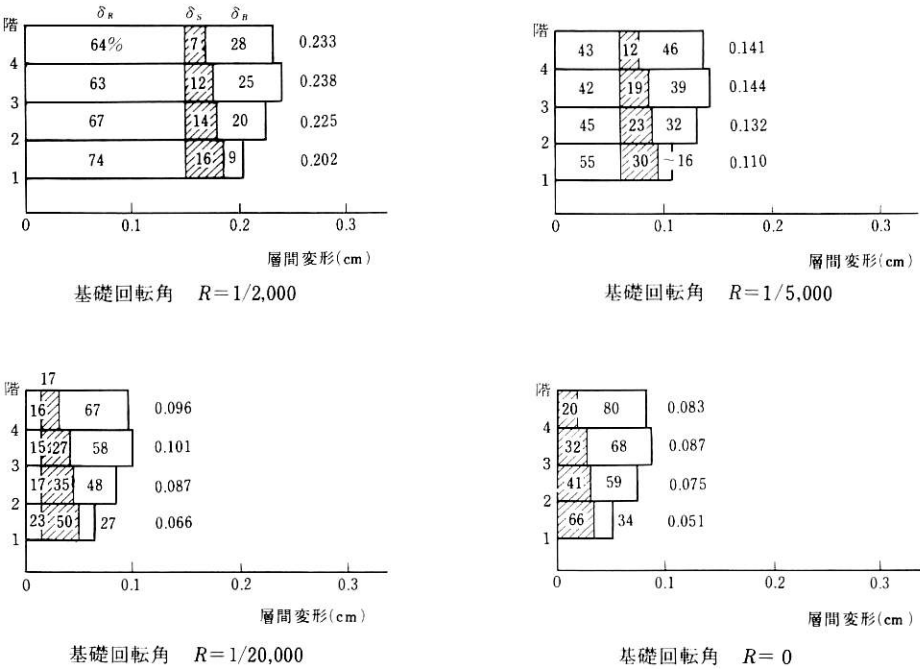 δR δS δB
階
64% 7 28 0.233
4
63 12 25 0.238
3
67 14 20 0.225
2
74 16 9 0.202
1
0 0.1 0.2 0.3
層間変形(cm)
基礎回転角 R=1/2,000
階
43 12 46 0.141
4
42 19 39 0.144
3
45 23 32 0.132
2
55 30 ~16 0.110
1
0 0.1 0.2 0.3
層間変形(cm)
基礎回転角 R=1/5,000
17
階
16 67 0.096
4
15 27 58 0.101
3
17 35 48 0.087
2
23 50 27 0.066
1
0 0.1 0.2 0.3
層間変形(cm)
基礎回転角 R=1/20,000
階
20 80 0.083
4
32 68 0.087
3
41 59 0.075
2
66 34 0.051
1
0 0.1 0.2 0.3
層間変形(cm)
基礎回転角 R=0